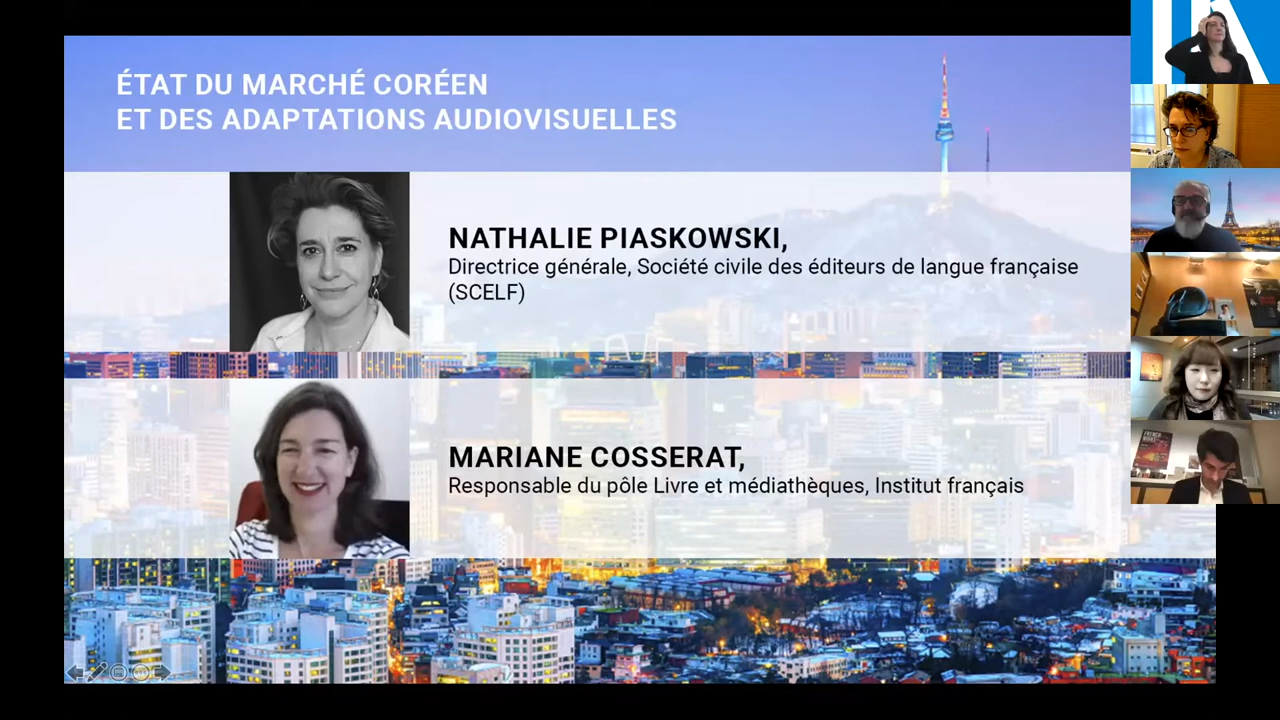 ÉTAT DU MARCHÉ CORÉEN
ET DES ADAPTATIONS AUDIOVISUELLES
NATHALIE PIASKOWSKI,
Directrice générale, Société civile des éditeurs de langue française
(SCELF)
MARIANE COSSERAT,
Responsable du pôle Livre et médiathèques, Institut français